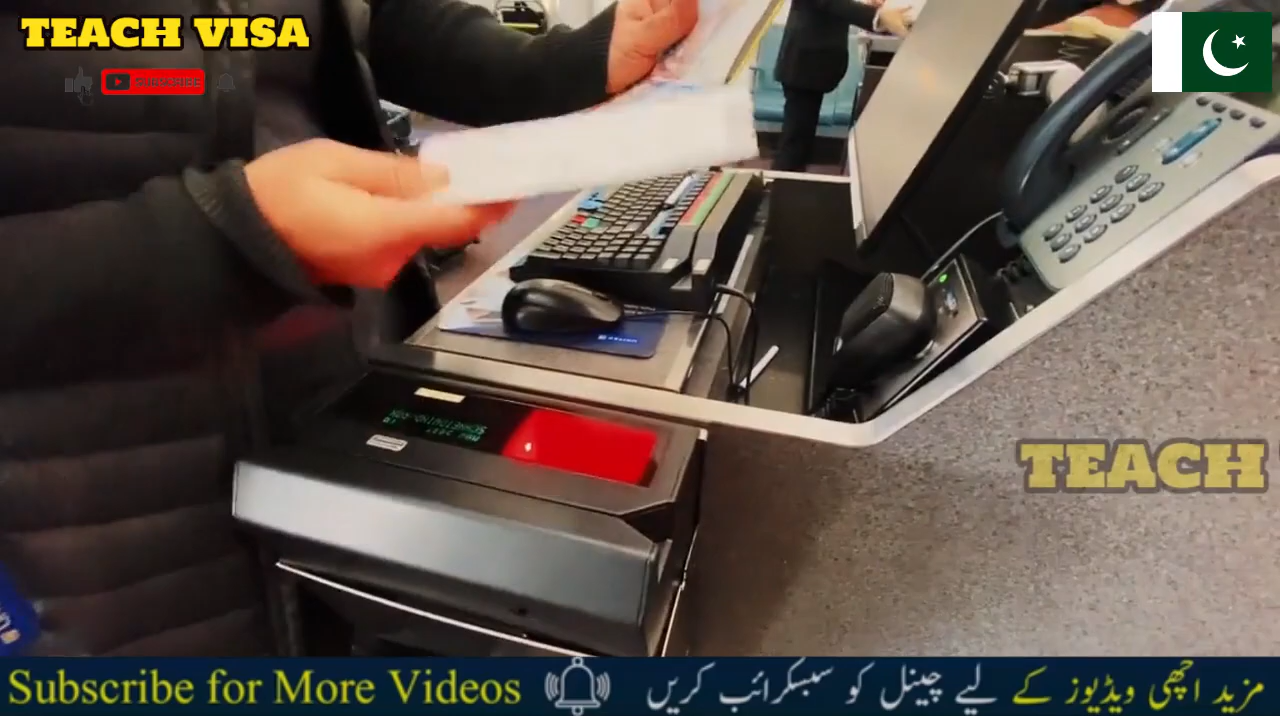 TEACH VISA
SUBSCRIBE
TEACH
Subscribe for More Videos
مزید اچھی ویڈیوز کے لیے چینل کو سبسکرائب کریں